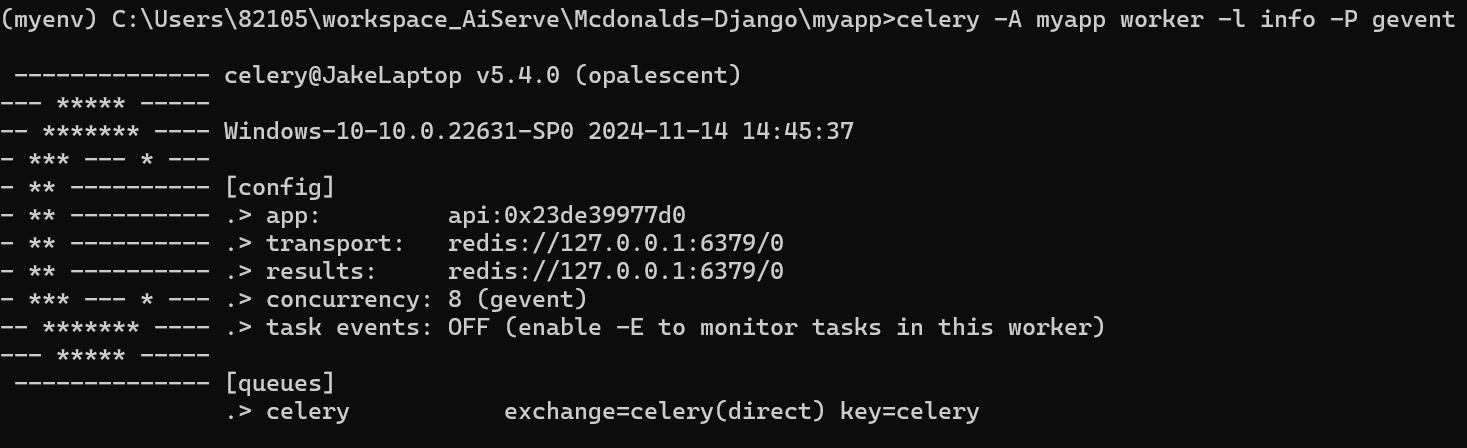 (myenv) C:\Users\82105\workspace_AiServe\Mcdonalds-Django\myapp>celery -A myapp worker -l info -P gevent
 -------------- celery@JakeLaptop v5.4.0 (opalescent)
--- ***** -----
-- ******* ---- Windows-10-10.0.22631-SP0 2024-11-14 14:45:37
- *** --- * ---
- ** ---------- [config]
- ** ---------- .> app:         api:0x23de39977d0
- ** ---------- .> transport:   redis://127.0.0.1:6379/0
- ** ---------- .> results:     redis://127.0.0.1:6379/0
- *** --- * --- .> concurrency: 8 (gevent)
-- ******* ---- .> task events: OFF (enable -E to monitor tasks in this worker)
--- ***** -----
 -------------- [queues]
                .> celery           exchange=celery(direct) key=celery